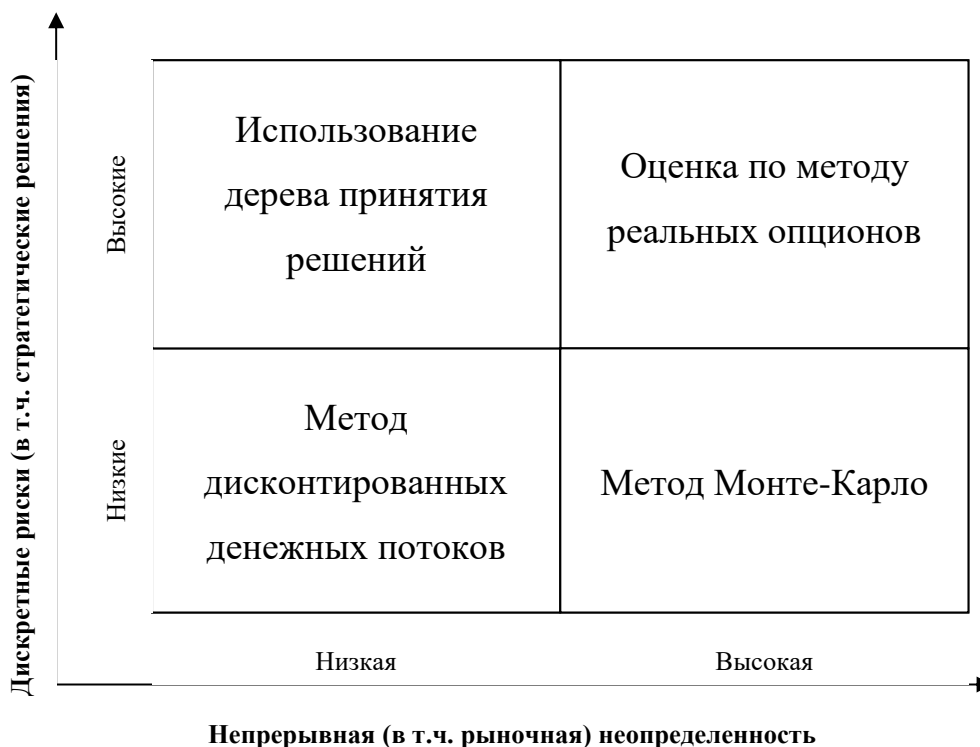 Дискретные риски (в т.ч. стратегические решения)
Высокие
Использование
дерева принятия
решений
Оценка по методу
реальных опционов
Низкие
Метод
дисконтированных
денежных потоков
Метод Монте-Карло
Низкая
Высокая
Непрерывная (в т.ч. рыночная) неопределенность